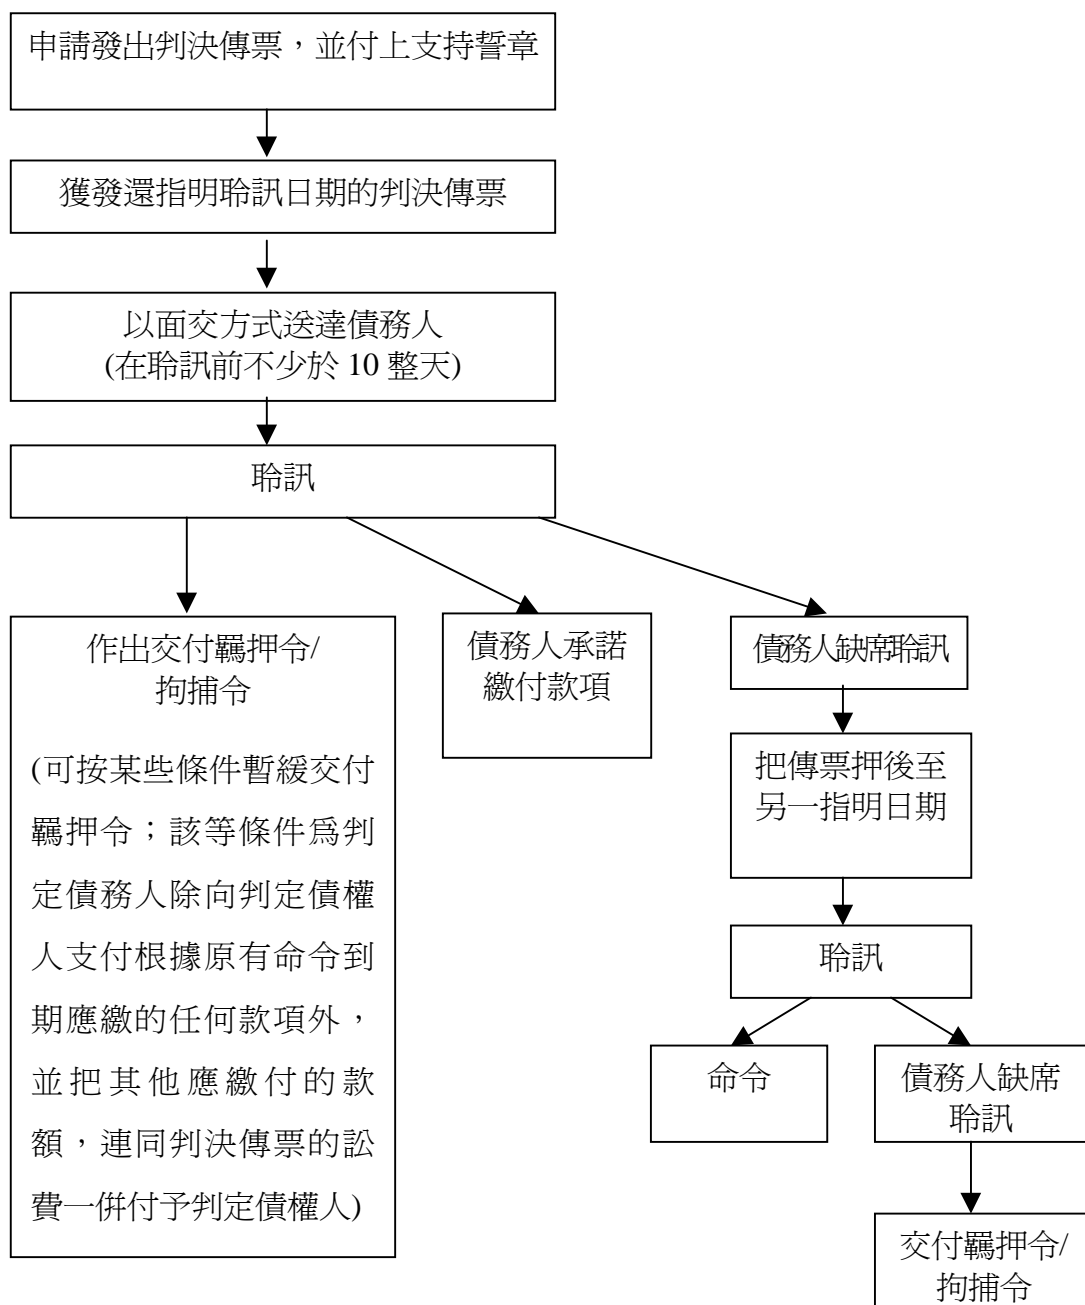 申請發出判決傳票，並付上支持誓章
獲發還指明聆訊日期的判決傳票
以面交方式送達債務人
(在聆訊前不少於 10 整天)
聆訊
作出交付羈押令/
拘捕令
(可按某些條件暫緩交付
羈押令；該等條件爲判
定債務人除向判定債權
人支付根據原有命令到
期應繳的任何款項外，
並把其他應繳付的款
額，連同判決傳票的訟
費一併付予判定債權人)
債務人承諾
繳付款項
債務人缺席聆訊
把傳票押後至
另一指明日期
聆訊
命令
債務人缺席
聆訊
交付羈押令/
拘捕令